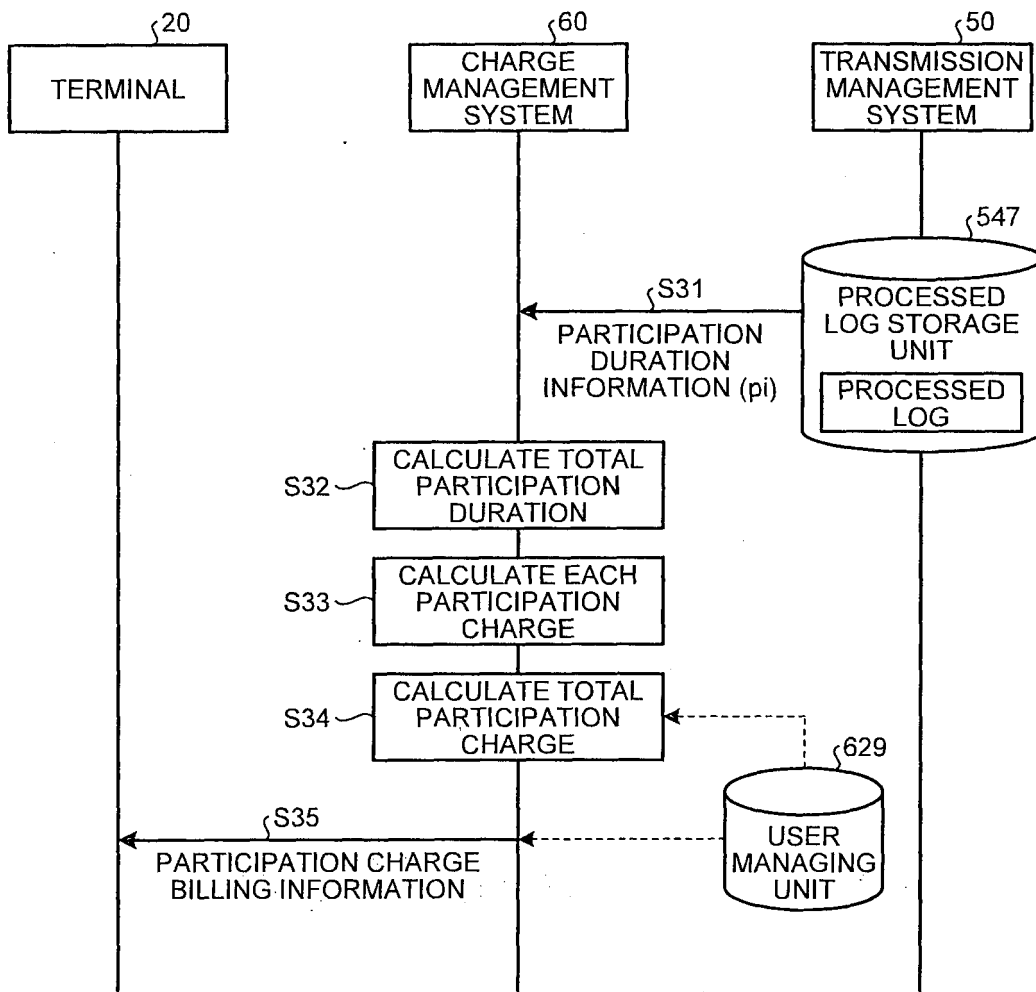 20
60
50
TERMINAL
CHARGE
MANAGEMENT
SYSTEM
TRANSMISSION
MANAGEMENT
SYSTEM
547
S31
PARTICIPATION
DURATION
INFORMATION (pi)
PROCESSED
LOG STORAGE
UNIT
PROCESSED
LOG
S32
CALCULATE TOTAL
PARTICIPATION
DURATION
S33
CALCULATE EACH
PARTICIPATION
CHARGE
S34
CALCULATE TOTAL
PARTICIPATION
CHARGE
629
S35
PARTICIPATION CHARGE
BILLING INFORMATION
USER
MANAGING
UNIT